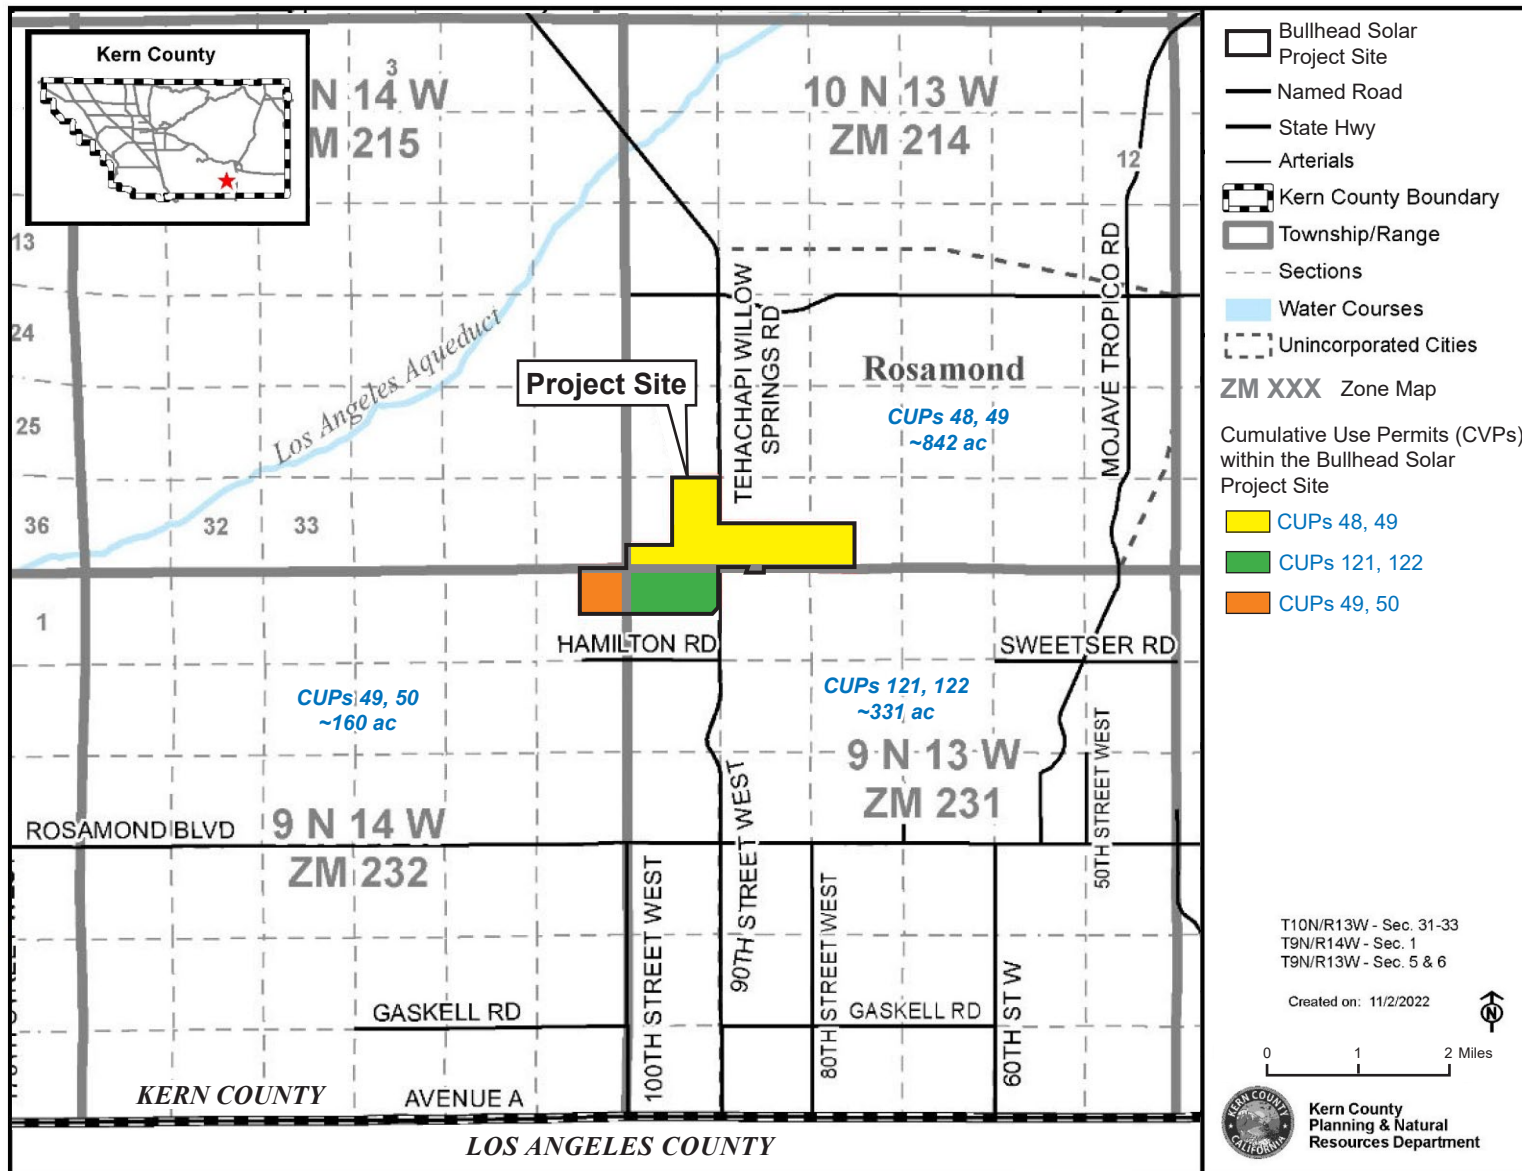 Kern County
3
N 14 W
M 215
10 N 13 W
ZM 214
12
13
24
25
36
32
33
1
Los Angeles Aqueduct
Project Site
TEHACHAPI WILLOW
SPRINGS RD
MOJAVE TROPICO RD
Rosamond
CUPs 48, 49
~842 ac
HAMILTON RD
SWEETSER RD
CUPs 49, 50
~160 ac
CUPs 121, 122
~331 ac
9 N 13 W
ZM 231
9 N 14 W
ZM 232
ROSAMOND BLVD
50TH STREET WEST
90TH STREET WEST
100TH STREET WEST
80TH STREET WEST
60TH ST W
GASKELL RD
GASKELL RD
KERN COUNTY
AVENUE A
LOS ANGELES COUNTY
Bullhead Solar
Project Site
Named Road
State Hwy
Arterials
Kern County Boundary
Township/Range
Sections
Water Courses
Unincorporated Cities
ZM XXX Zone Map
Cumulative Use Permits (CVPs)
within the Bullhead Solar
Project Site
CUPs 48, 49
CUPs 121, 122
CUPs 49, 50
T10N/R13W - Sec. 31-33
T9N/R14W - Sec. 1
T9N/R13W - Sec. 5 & 6
Created on: 11/2/2022
N
0 1 2 Miles
KERN COUNTY
CALIFORNIA
Kern County
Planning & Natural
Resources Department